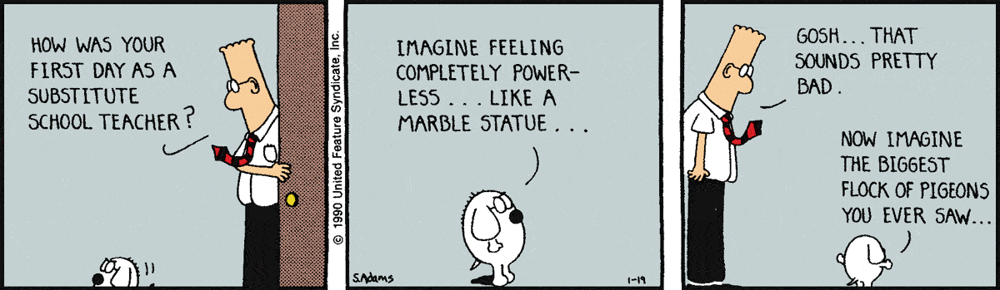 HOW WAS YOUR
FIRST DAY AS A
SUBSTITUTE
SCHOOL TEACHER?
© 1990 United Feature Syndicate, Inc.
IMAGINE FEELING
COMPLETELY POWER-
LESS... LIKE A
MARBLE STATUE...
S.Adams
1-19
GOSH... THAT
SOUNDS PRETTY
BAD.
NOW IMAGINE
THE BIGGEST
FLOCK OF PIGEONS
YOU EVER SAW...